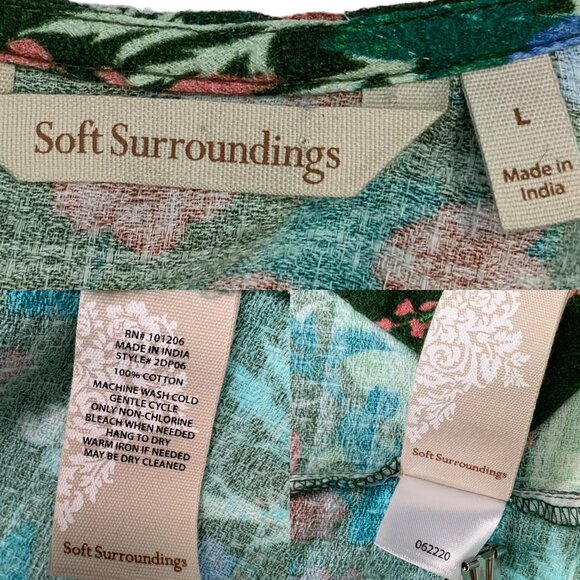 Soft Surroundings
L
Made in
India
RN# 101206
MADE IN INDIA
STYLE# 2DP06
100% COTTON
MACHINE WASH COLD
GENTLE CYCLE
ONLY NON-CHLORINE
BLEACH WHEN NEEDED
HANG TO DRY
WARM IRON IF NEEDED
MAY BE DRY CLEANED
Soft Surroundings
Soft Surroundings
062220